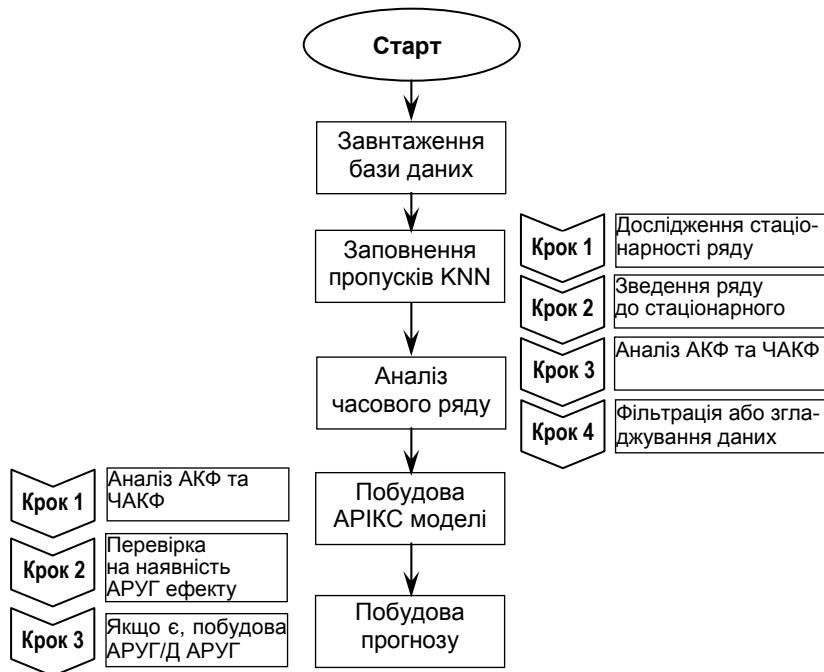 Старт
Завнтаження
бази даних
Заповнення
пропусків KNN
Аналіз
часового ряду
Побудова
АРІКС моделі
Побудова
прогнозу
Крок 1
Дослідження стаціо-
нарності ряду
Крок 2
Зведення ряду
до стаціонарного
Крок 3
Аналіз АКФ та ЧАКФ
Крок 4
Фільтрація або згла-
джування даних
Крок 1
Аналіз АКФ та
ЧАКФ
Крок 2
Перевірка
на наявність
АРУГ ефекту
Крок 3
Якщо є, побудова
АРУГ/Д АРУГ